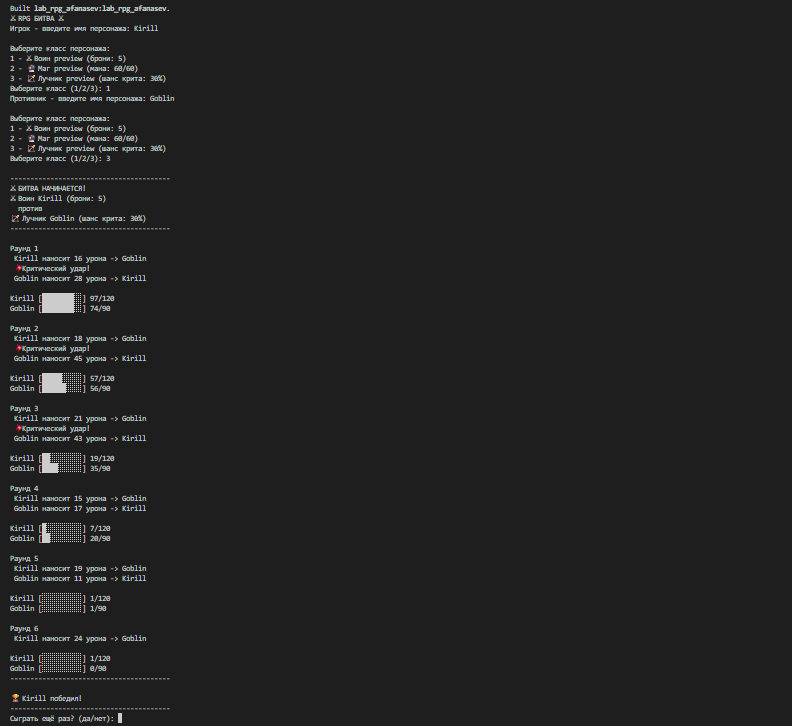 Built lab_rpg_afanasev:lab_rpg_afanasev.
⚔ RPG БИТВА ⚔
Игрок - введите имя персонажа: Kirill
Выберите класс персонажа:
1 - ⚔ Воин preview (брони: 5)
2 - Маг preview (мана: 60/60)
3 - 🏹 Лучник preview (шанс крита: 30%)
Выберите класс (1/2/3): 1
Противник - введите имя персонажа: Goblin
Выберите класс персонажа:
1 - ⚔ Воин preview (брони: 5)
2 - Маг preview (мана: 60/60)
3 - 🏹 Лучник preview (шанс крита: 30%)
Выберите класс (1/2/3): 3
----------------------------------------
⚔ БИТВА НАЧИНАЕТСЯ!
⚔ Воин Kirill (брони: 5)
против
🏹 Лучник Goblin (шанс крита: 30%)
----------------------------------------
Раунд 1
Kirill наносит 16 урона -> Goblin
💥Критический удар!
Goblin наносит 28 урона -> Kirill
Kirill [████████░░] 97/120
Goblin [████████░░] 74/90
Раунд 2
Kirill наносит 18 урона -> Goblin
💥Критический удар!
Goblin наносит 45 урона -> Kirill
Kirill [█████░░░░░] 57/120
Goblin [██████░░░░] 56/90
Раунд 3
Kirill наносит 21 урона -> Goblin
💥Критический удар!
Goblin наносит 43 урона -> Kirill
Kirill [██░░░░░░░░] 19/120
Goblin [████░░░░░░] 35/90
Раунд 4
Kirill наносит 15 урона -> Goblin
Goblin наносит 17 урона -> Kirill
Kirill [█░░░░░░░░░] 7/120
Goblin [██░░░░░░░░] 20/90
Раунд 5
Kirill наносит 19 урона -> Goblin
Goblin наносит 11 урона -> Kirill
Kirill [░░░░░░░░░░] 1/120
Goblin [░░░░░░░░░░] 1/90
Раунд 6
Kirill наносит 24 урона -> Goblin
Kirill [░░░░░░░░░░] 1/120
Goblin [░░░░░░░░░░] 0/90
----------------------------------------
🏆 Kirill победил!
----------------------------------------
Сыграть ещё раз? (да/нет):